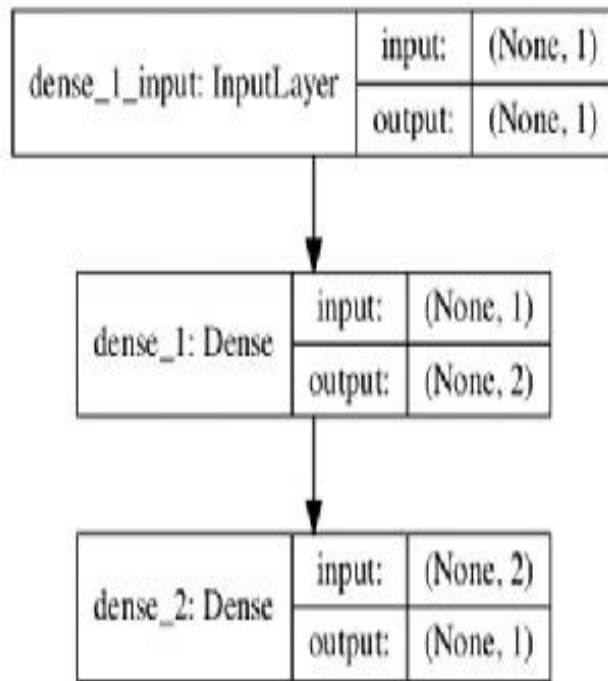 dense_1_input: InputLayer
input: (None, 1)
output: (None, 1)
dense_1: Dense
input: (None, 1)
output: (None, 2)
dense_2: Dense
input: (None, 2)
output: (None, 1)